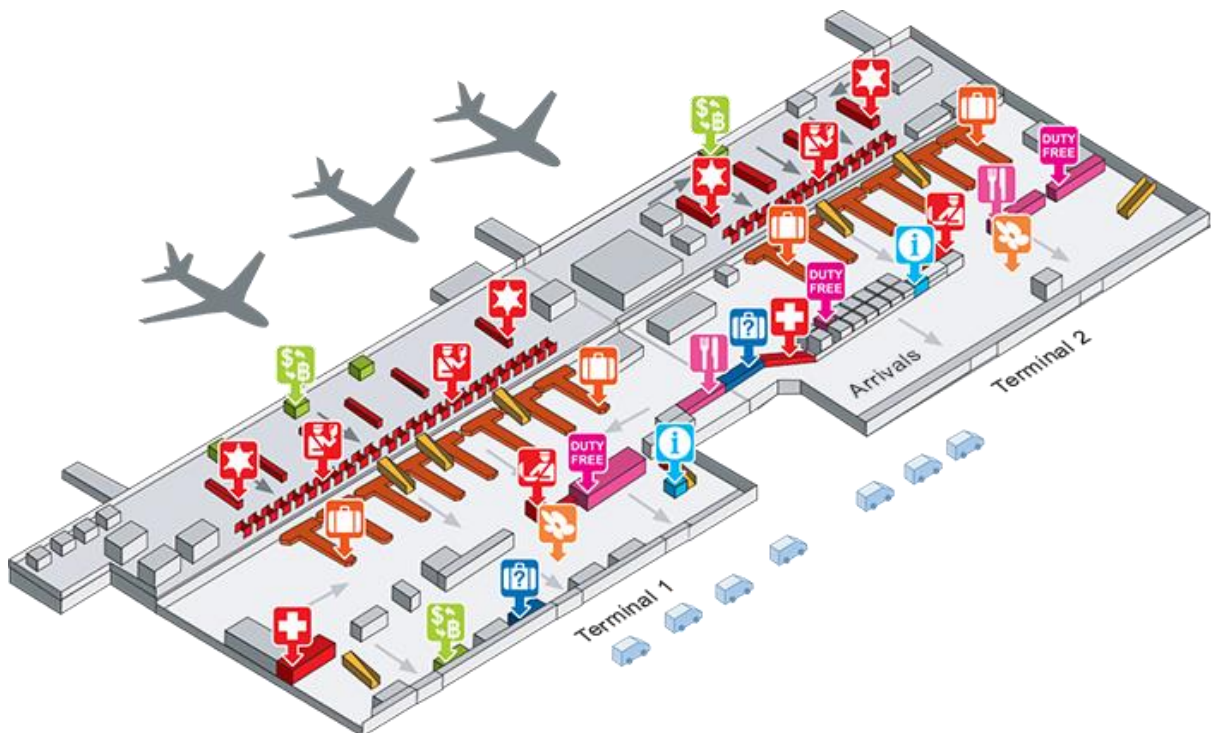 $
B
DUTY
FREE
i
DUTY
FREE
?
Arrivals
Terminal 2
$
B
DUTY
FREE
i
?
$
B
Terminal 1